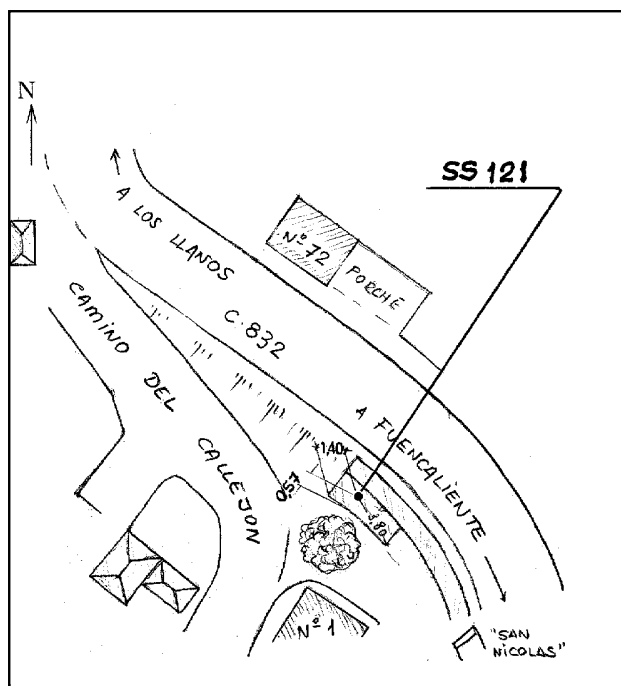 N
SS 121
A LOS LLANOS
Nº 72
PORCHE
C-832
CAMINO DEL CALLEJON
A FUENCALIENTE
1,40
0,57
3,80
Nº 1
"SAN
NICOLAS"